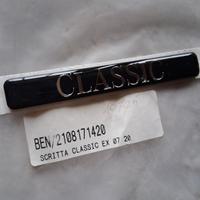 CLASSIC
BEN/2108171420
SCRITTA CLASSIC EX 07 20